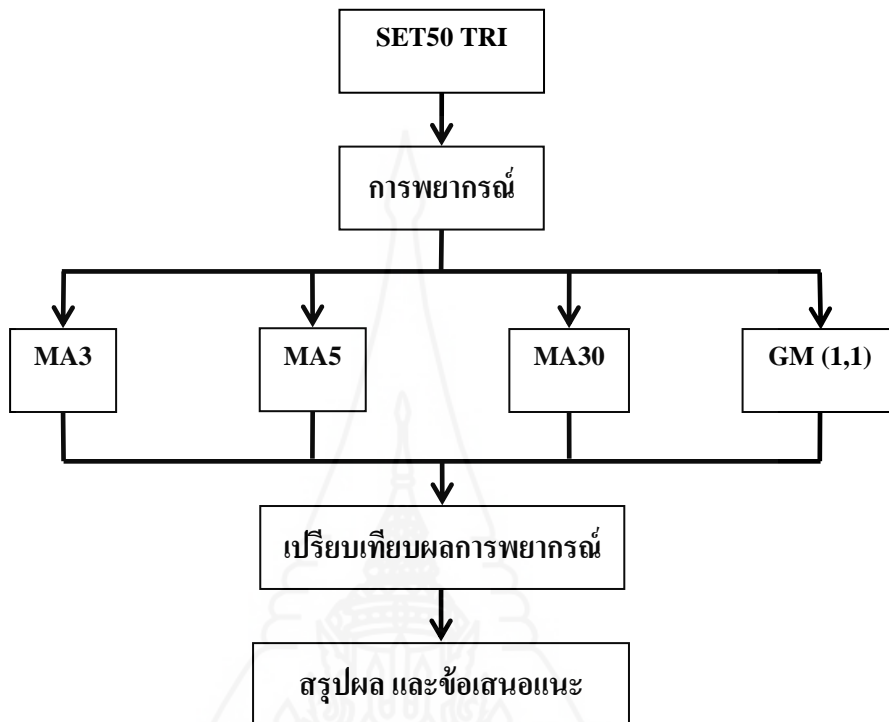 SET50 TRI
การพยากรณ์
MA3
MA5
MA30
GM (1,1)
เปรียบเทียบผลการพยากรณ์
สรุปผล และข้อเสนอแนะ